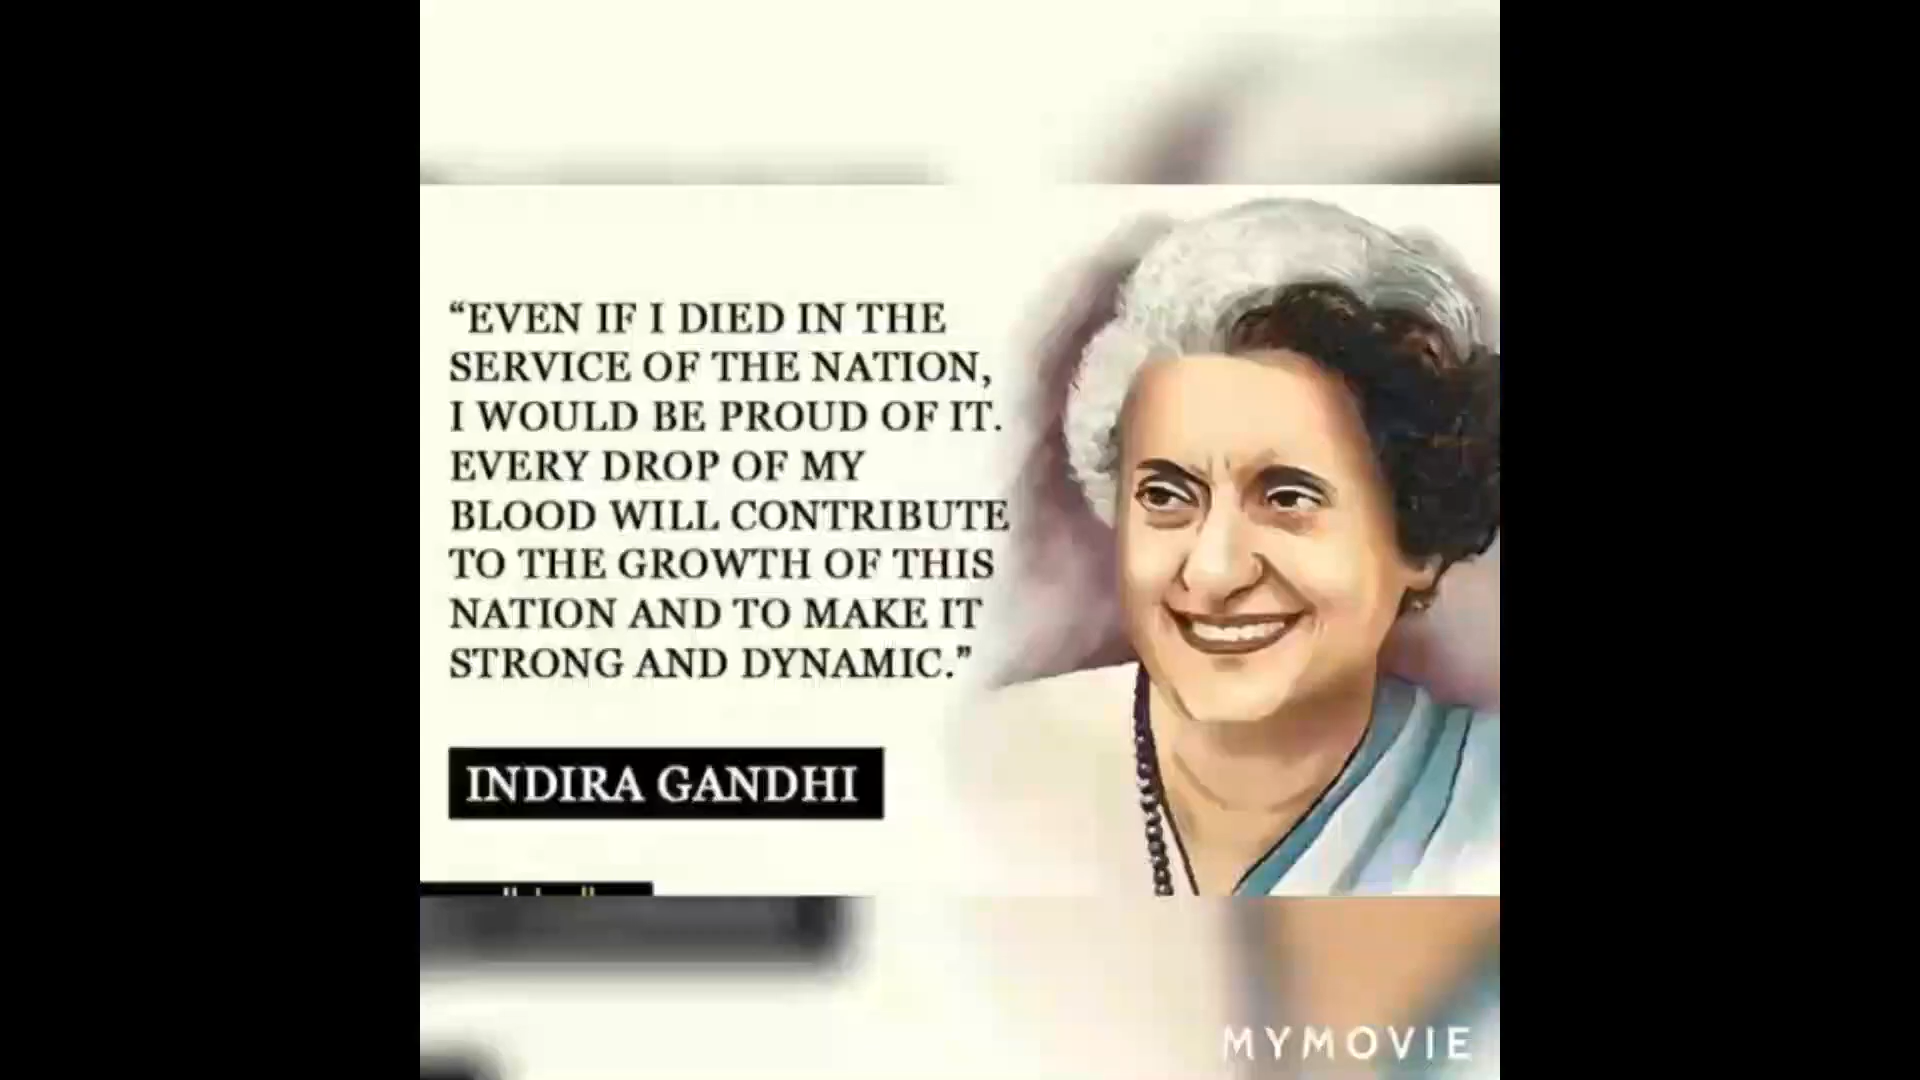 “EVEN IF I DIED IN THE
SERVICE OF THE NATION,
I WOULD BE PROUD OF IT.
EVERY DROP OF MY
BLOOD WILL CONTRIBUTE
TO THE GROWTH OF THIS
NATION AND TO MAKE IT
STRONG AND DYNAMIC.”
INDIRA GANDHI
MYMOVIE